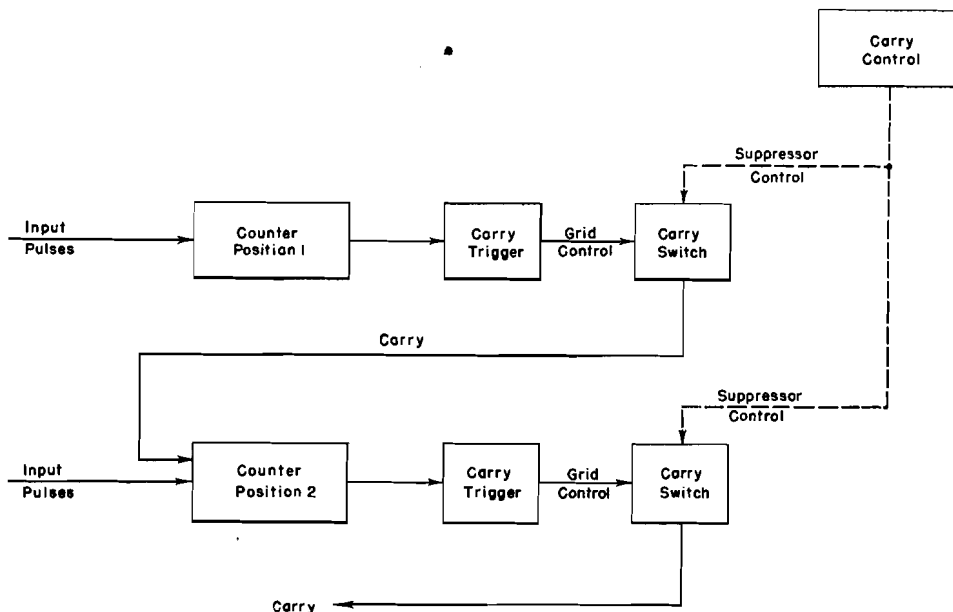 Carry
Control
Suppressor
Control
Input
Pulses
Counter
Position 1
Carry
Trigger
Grid
Control
Carry
Switch
Carry
Suppressor
Control
Input
Pulses
Counter
Position 2
Carry
Trigger
Grid
Control
Carry
Switch
Carry